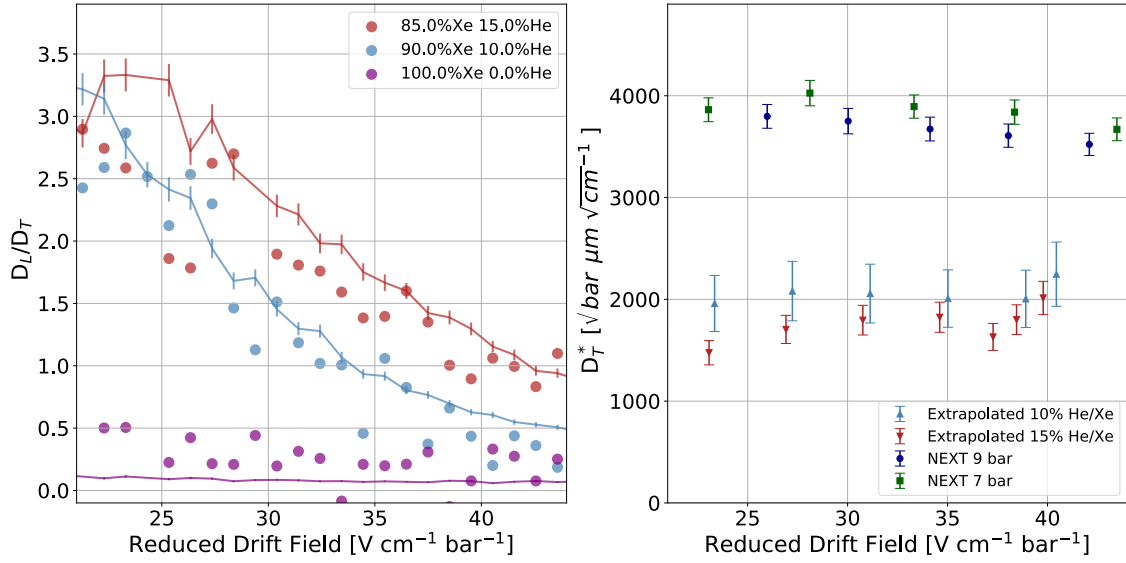 85.0%Xe 15.0%He
90.0%Xe 10.0%He
100.0%Xe 0.0%He
3.5
3.0
2.5
2.0
1.5
1.0
0.5
0.0
D_L/D_T
25
30
35
40
Reduced Drift Field [V cm⁻¹ bar⁻¹]
4000
3000
2000
1000
0
D_T^* [√bar μm √cm⁻¹]
Extrapolated 10% He/Xe
Extrapolated 15% He/Xe
NEXT 9 bar
NEXT 7 bar
25
30
35
40
Reduced Drift Field [V cm⁻¹ bar⁻¹]